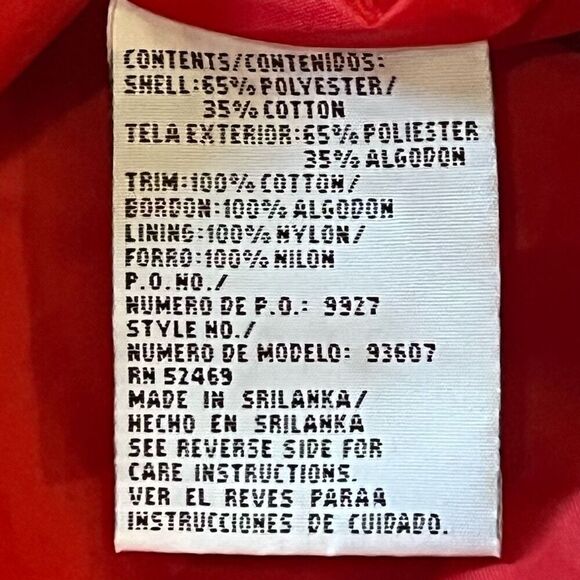 CONTENTS/CONTENIDOS:
SHELL:65% POLYESTER/
35% COTTON
TELA EXTERIOR:65% POLIESTER
35% ALGODON
TRIM:100% COTTON/
BORDON:100% ALGODON
LINING:100% NYLON/
FORRO:100% NILON
P.O.NO./
NUMERO DE P.O.: 9927
STYLE NO./
NUMERO DE MODELO: 93607
RN 52469
MADE IN SRILANKA/
HECHO EN SRILANKA
SEE REVERSE SIDE FOR
CARE INSTRUCTIONS.
VER EL REVES PARAA
INSTRUCCIONES DE CUIDADO.